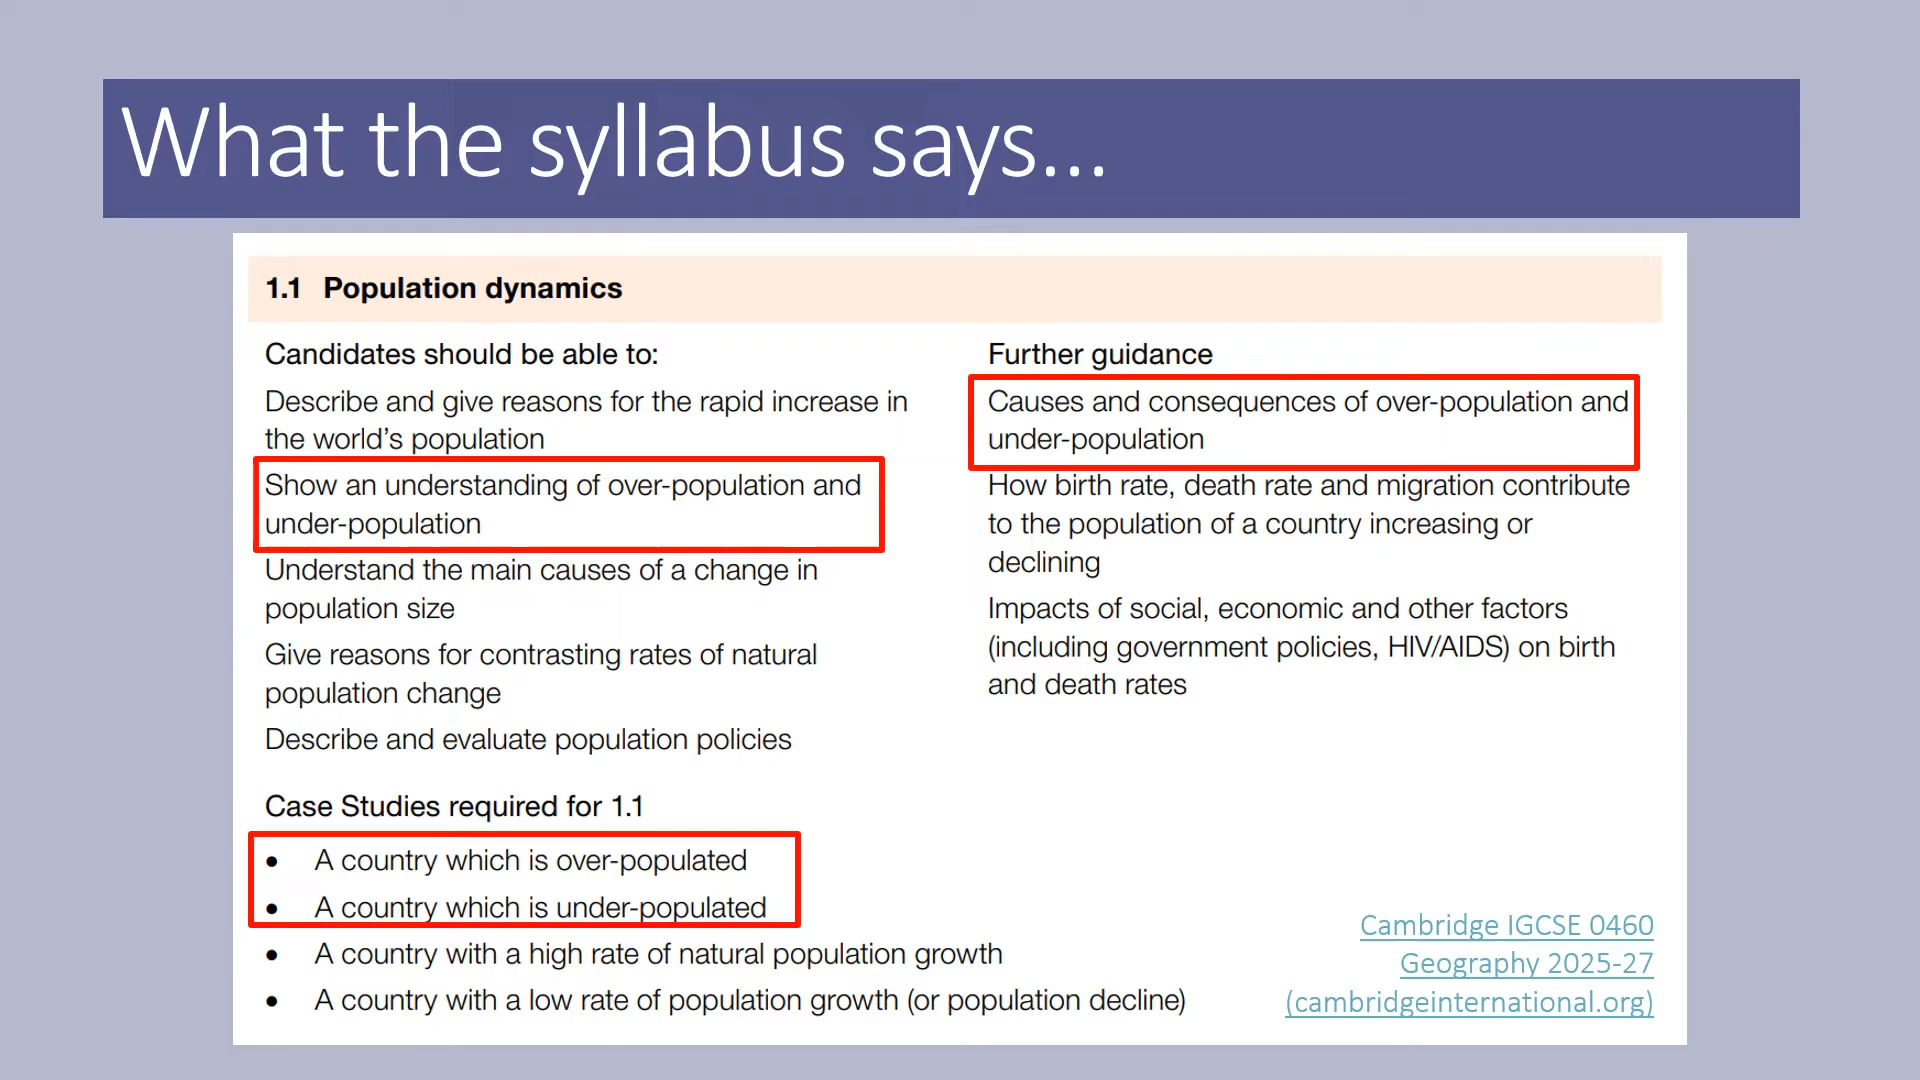 What the syllabus says...
1.1 Population dynamics
Candidates should be able to:
Describe and give reasons for the rapid increase in
the world’s population
Show an understanding of over-population and
under-population
Understand the main causes of a change in
population size
Give reasons for contrasting rates of natural
population change
Describe and evaluate population policies
Further guidance
Causes and consequences of over-population and
under-population
How birth rate, death rate and migration contribute
to the population of a country increasing or
declining
Impacts of social, economic and other factors
(including government policies, HIV/AIDS) on birth
and death rates
Case Studies required for 1.1
• A country which is over-populated
• A country which is under-populated
• A country with a high rate of natural population growth
• A country with a low rate of population growth (or population decline)
Cambridge IGCSE 0460
Geography 2025-27
(cambridgeinternational.org)